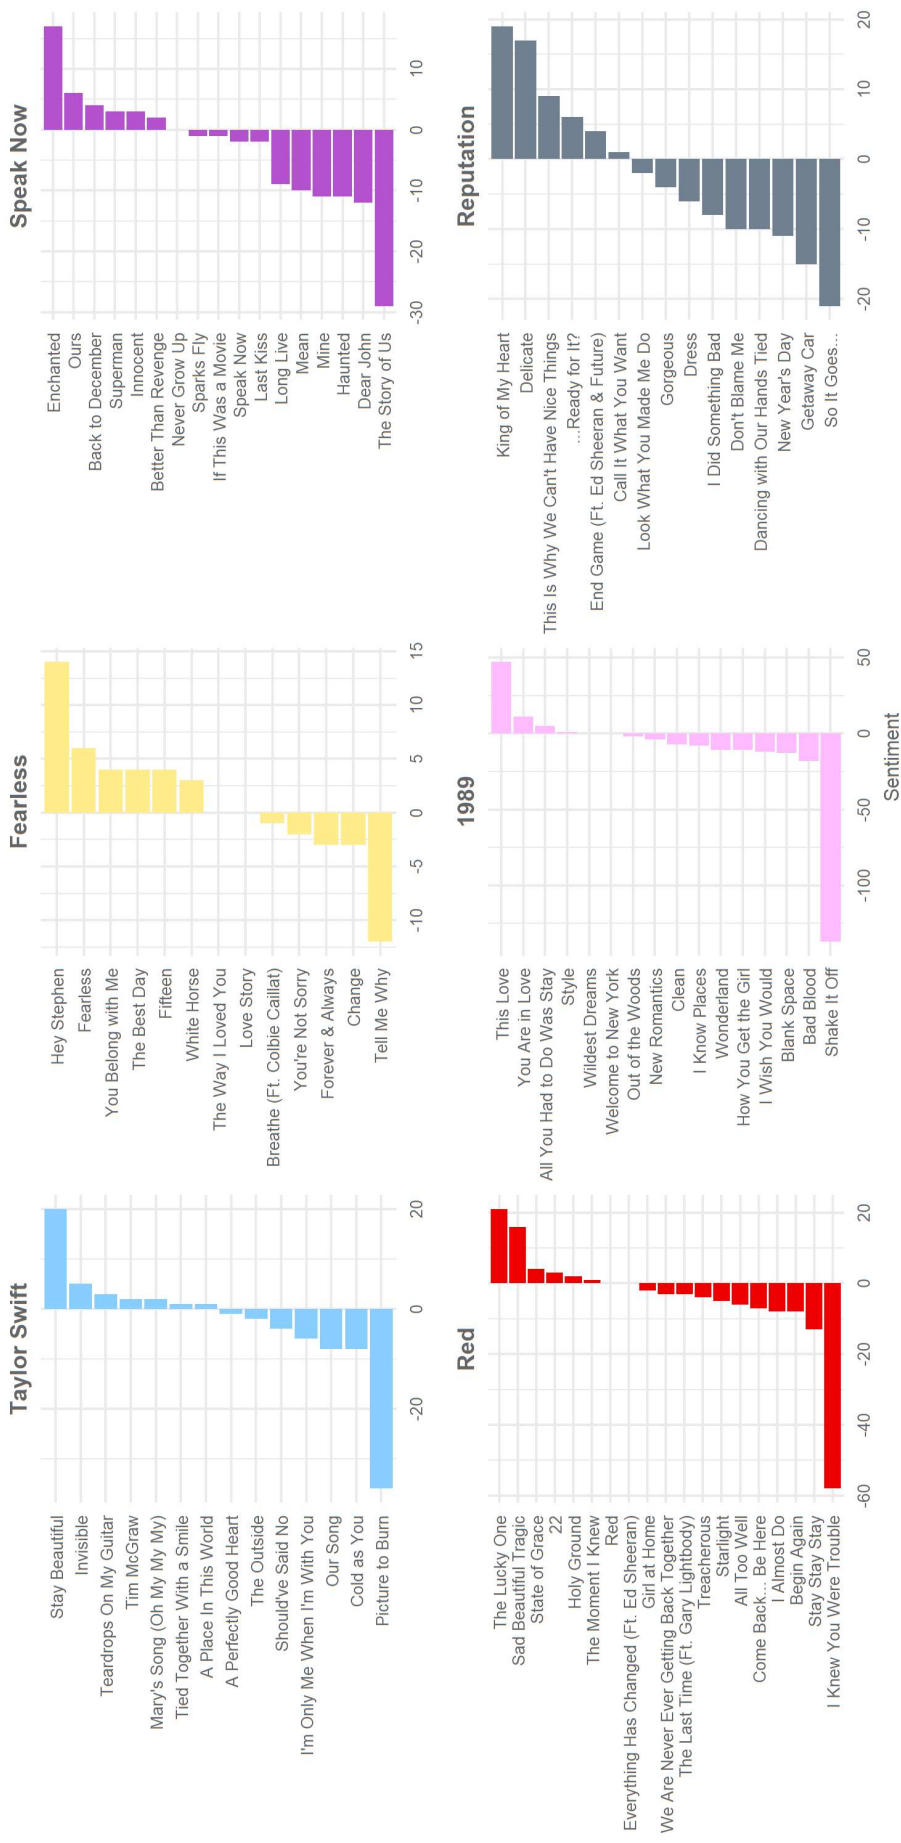 Taylor Swift
Stay Beautiful
Invisible
Teardrops On My Guitar
Tim McGraw
Mary's Song (Oh My My My)
Tied Together With a Smile
A Place In This World
A Perfectly Good Heart
The Outside
Should've Said No
I'm Only Me When I'm With You
Our Song
Cold as You
Picture to Burn
-20
0
20
Fearless
Hey Stephen
Fearless
You Belong with Me
The Best Day
Fifteen
White Horse
The Way I Loved You
Love Story
Breathe (Ft. Colbie Caillat)
You're Not Sorry
Forever & Always
Change
Tell Me Why
-10
-5
0
5
10
15
Speak Now
Enchanted
Ours
Back to December
Superman
Innocent
Better Than Revenge
Never Grow Up
Sparks Fly
If This Was a Movie
Speak Now
Last Kiss
Long Live
Mean
Mine
Haunted
Dear John
The Story of Us
-30
-20
-10
0
10
Red
The Lucky One
Sad Beautiful Tragic
State of Grace
22
Holy Ground
The Moment I Knew
Red
Everything Has Changed (Ft. Ed Sheeran)
Girl at Home
We Are Never Ever Getting Back Together
The Last Time (Ft. Gary Lightbody)
Treacherous
Starlight
All Too Well
Come Back... Be Here
I Almost Do
Begin Again
Stay Stay Stay
I Knew You Were Trouble
-60
-40
-20
0
20
1989
This Love
You Are in Love
All You Had to Do Was Stay
Style
Wildest Dreams
Welcome to New York
Out of the Woods
New Romantics
Clean
I Know Places
Wonderland
How You Get the Girl
I Wish You Would
Blank Space
Bad Blood
Shake It Off
-100
-50
0
50
Sentiment
Reputation
King of My Heart
Delicate
This Is Why We Can't Have Nice Things
...Ready for It?
End Game (Ft. Ed Sheeran & Future)
Call It What You Want
Look What You Made Me Do
Gorgeous
Dress
I Did Something Bad
Don't Blame Me
Dancing with Our Hands Tied
New Year's Day
Getaway Car
So It Goes...
-20
-10
0
10
20